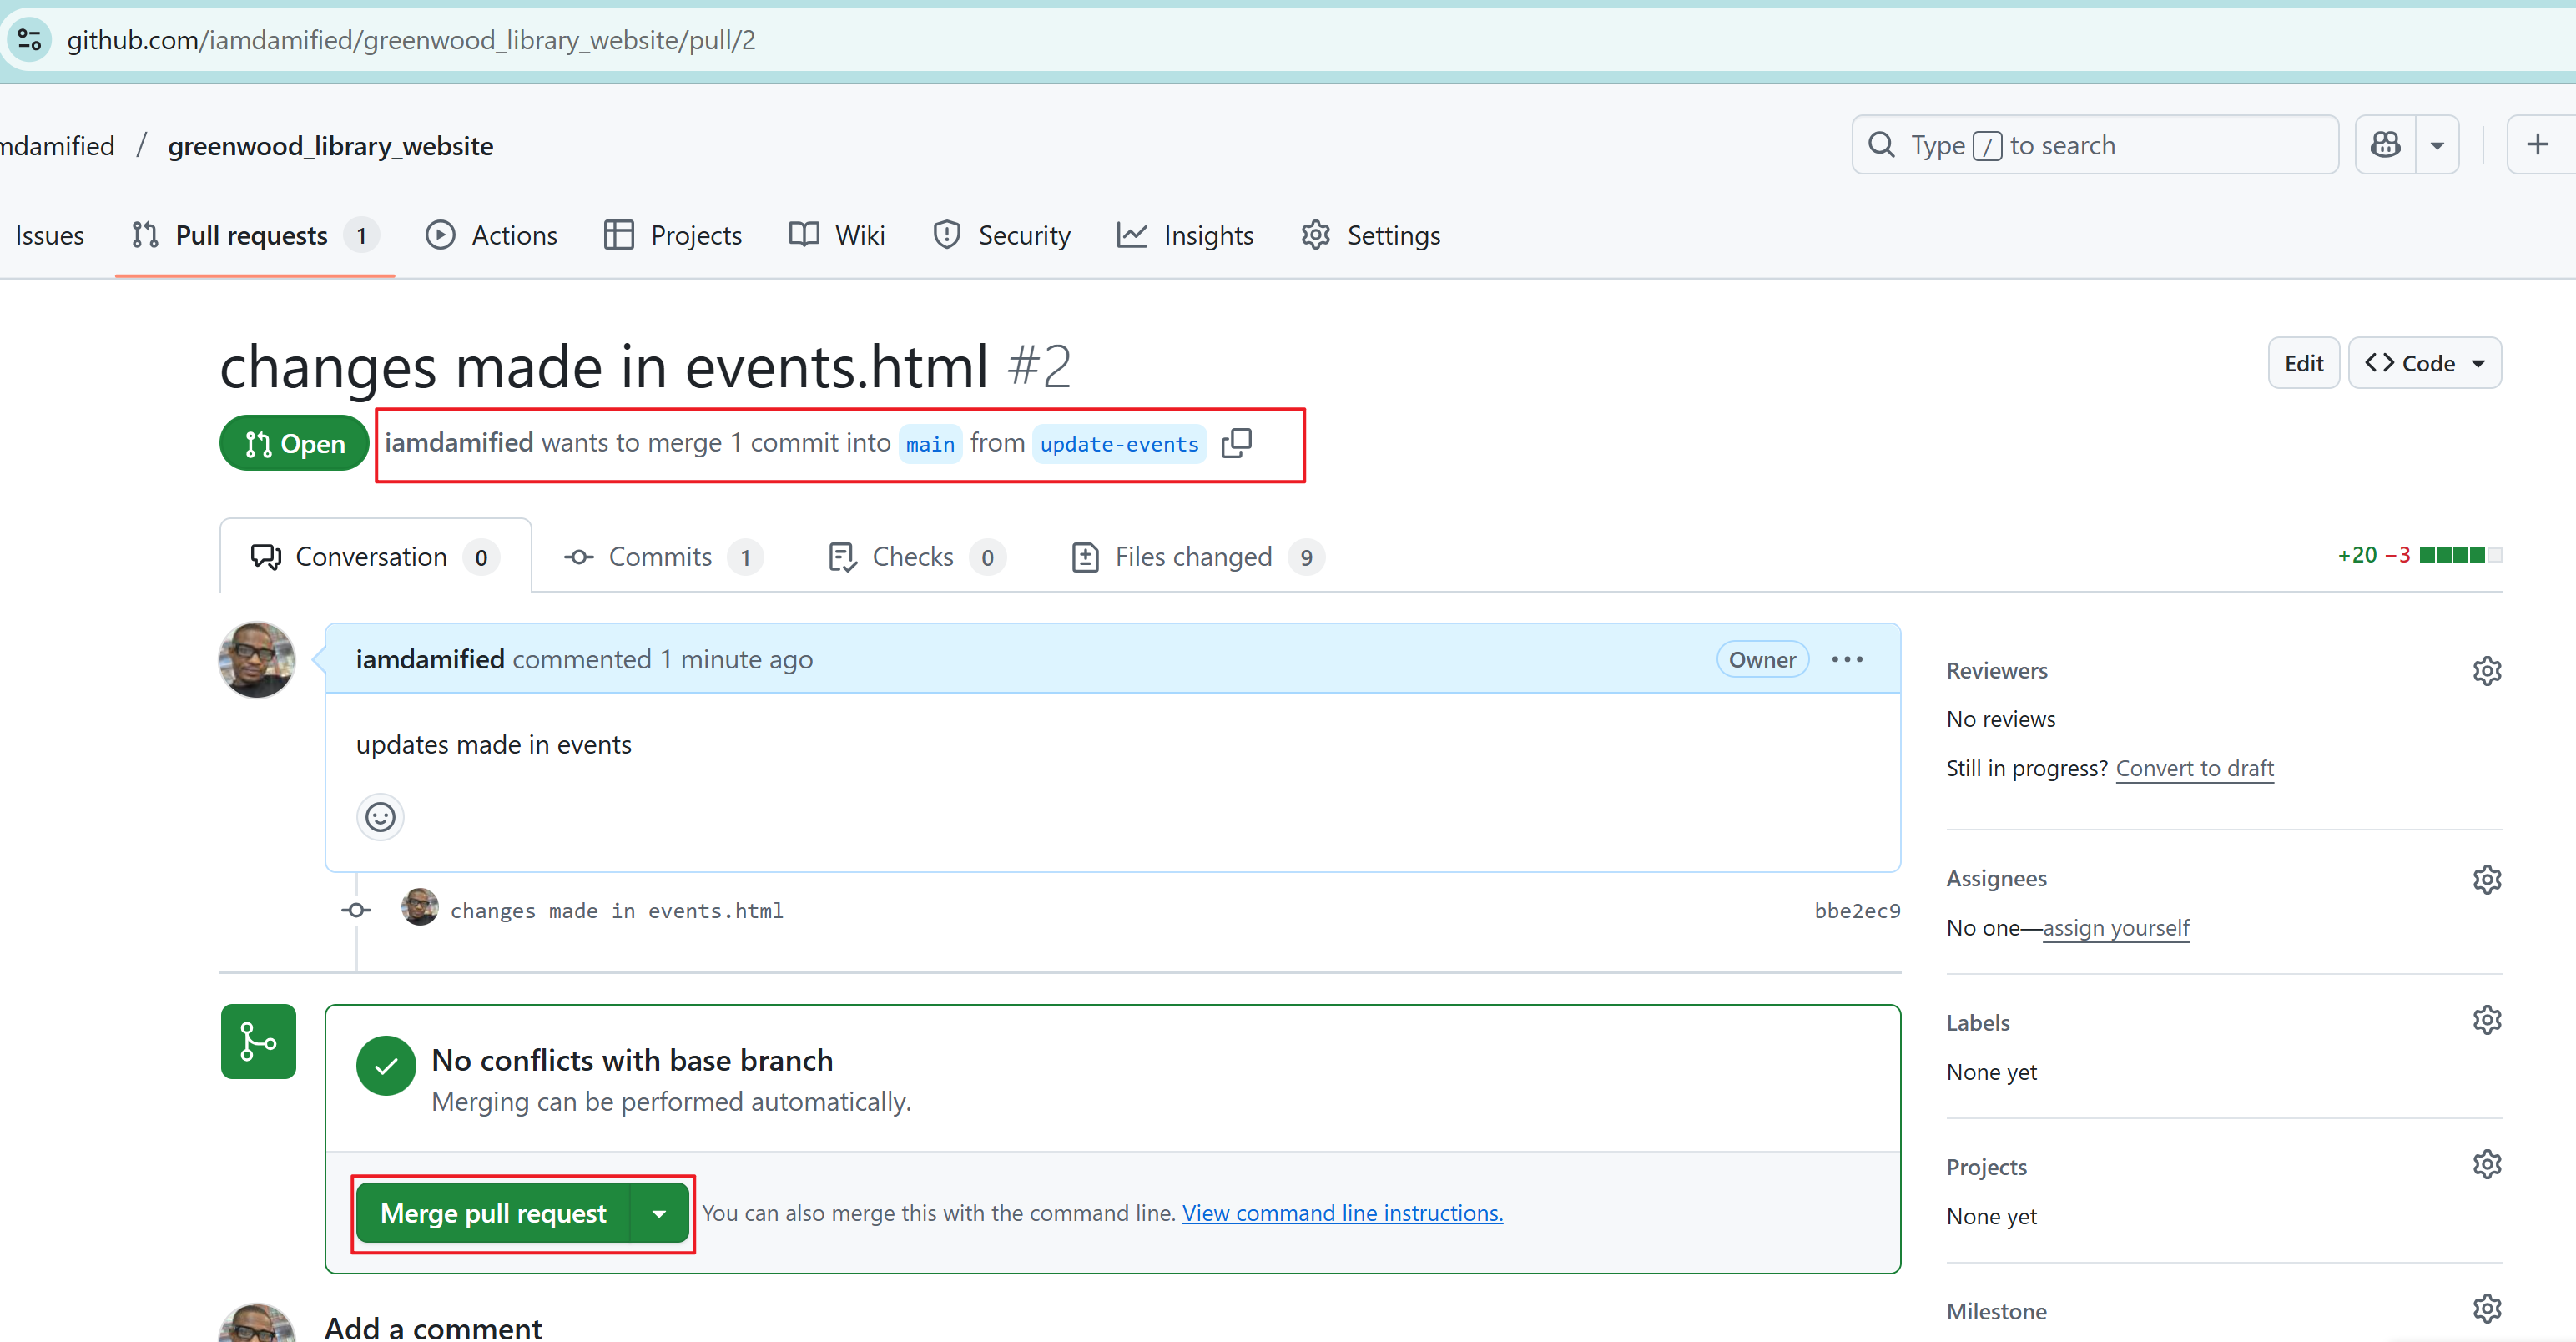 github.com/iamdamified/greenwood_library_website/pull/2
mdamified / greenwood_library_website
Type / to search
Issues Pull requests 1 Actions Projects Wiki Security Insights Settings
changes made in events.html #2
Edit Code
Open iamdamified wants to merge 1 commit into main from update-events
Conversation 0 Commits 1 Checks 0 Files changed 9
+20 −3
iamdamified commented 1 minute ago
Owner
updates made in events
changes made in events.html
bbe2ec9
No conflicts with base branch
Merging can be performed automatically.
Merge pull request
You can also merge this with the command line. View command line instructions.
Add a comment
Reviewers
No reviews
Still in progress? Convert to draft
Assignees
No one—assign yourself
Labels
None yet
Projects
None yet
Milestone